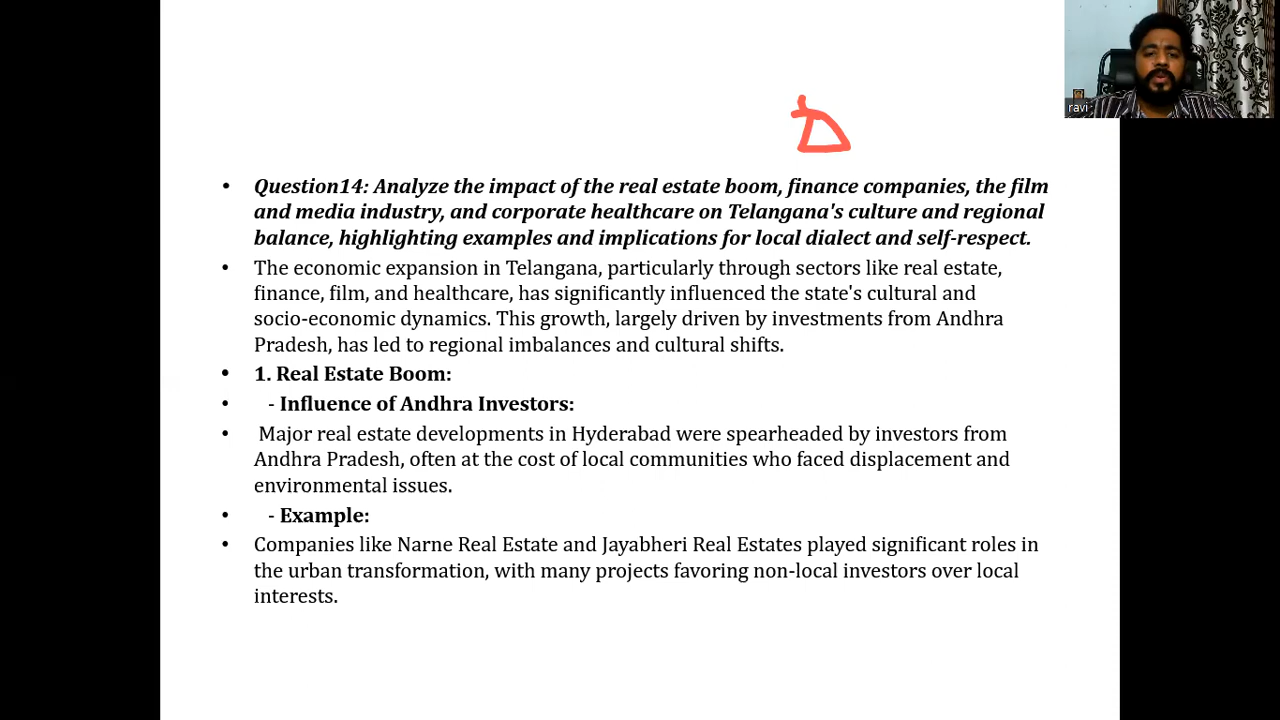 ravi
• Question14: Analyze the impact of the real estate boom, finance companies, the film
and media industry, and corporate healthcare on Telangana's culture and regional
balance, highlighting examples and implications for local dialect and self-respect.
• The economic expansion in Telangana, particularly through sectors like real estate,
finance, film, and healthcare, has significantly influenced the state's cultural and
socio-economic dynamics. This growth, largely driven by investments from Andhra
Pradesh, has led to regional imbalances and cultural shifts.
• 1. Real Estate Boom:
• - Influence of Andhra Investors:
• Major real estate developments in Hyderabad were spearheaded by investors from
Andhra Pradesh, often at the cost of local communities who faced displacement and
environmental issues.
• - Example:
• Companies like Narne Real Estate and Jayabheri Real Estates played significant roles in
the urban transformation, with many projects favoring non-local investors over local
interests.